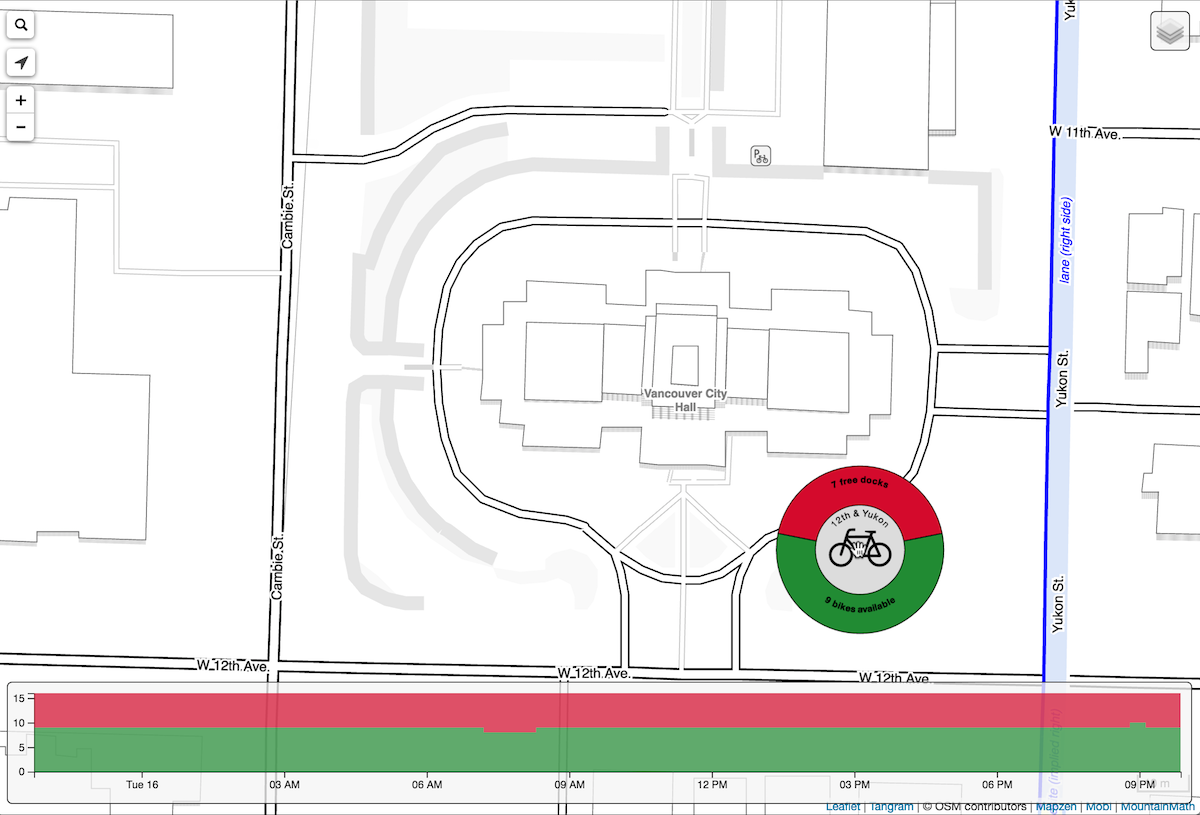 Yuk
W 11th Ave.
P
Cambie St.
lane (right side)
Yukon St.
Vancouver City
Hall
7 free docks
12th & Yukon
9 bikes available
Cambie St.
Yukon St.
W 12th Ave.
W 12th Ave.
W 12th Ave.
+
−
15
10
5
0
Tue 16
03 AM
06 AM
09 AM
12 PM
03 PM
06 PM
09 PM
te (implied right)
m
Leaflet | Tangram | © OSM contributors | Mapzen | Mobi | MountainMath